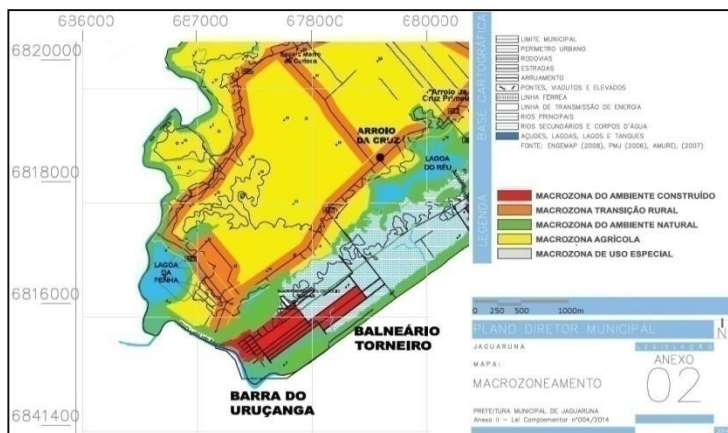 686000 687000 678000 680000
6820000
6818000
6816000
6841400
Arroio da
ARROIO
DA CRUZ
LAGOA
DO RÉU
LAGOA
DA
PENHA
BALNEÁRIO
TORNEIRO
BARRA DO
URUÇANGA
BASE CARTOGRÁFICA
LIMITE MUNICIPAL
PERÍMETRO URBANO
RODOVIAS
ESTRADAS
ARRUAMENTO
PONTES, VIADUTOS E ELEVADOS
LINHA FÉRREA
LINHA DE TRANSMISSÃO DE ENERGIA
RIOS PRINCIPAIS
RIOS SECUNDÁRIOS E CORPOS D'ÁGUA
AÇUDES, LAGOAS, LAGOS E TANQUES
FONTE: ENGEMAP (2008), PMJ (2006), AMUREL (2007)
LEGENDA
MACROZONA DO AMBIENTE CONSTRUÍDO
MACROZONA TRANSIÇÃO RURAL
MACROZONA DO AMBIENTE NATURAL
MACROZONA AGRÍCOLA
MACROZONA DE USO ESPECIAL
0 250 500 1000m
N
PLANO DIRETOR MUNICIPAL
JAGUARUNA
LEGISLAÇÃO
MAPA:
ANEXO
MACROZONEAMENTO
02
PREFEITURA MUNICIPAL DE JAGUARUNA
Anexo II – Lei Complementar nº004/2014